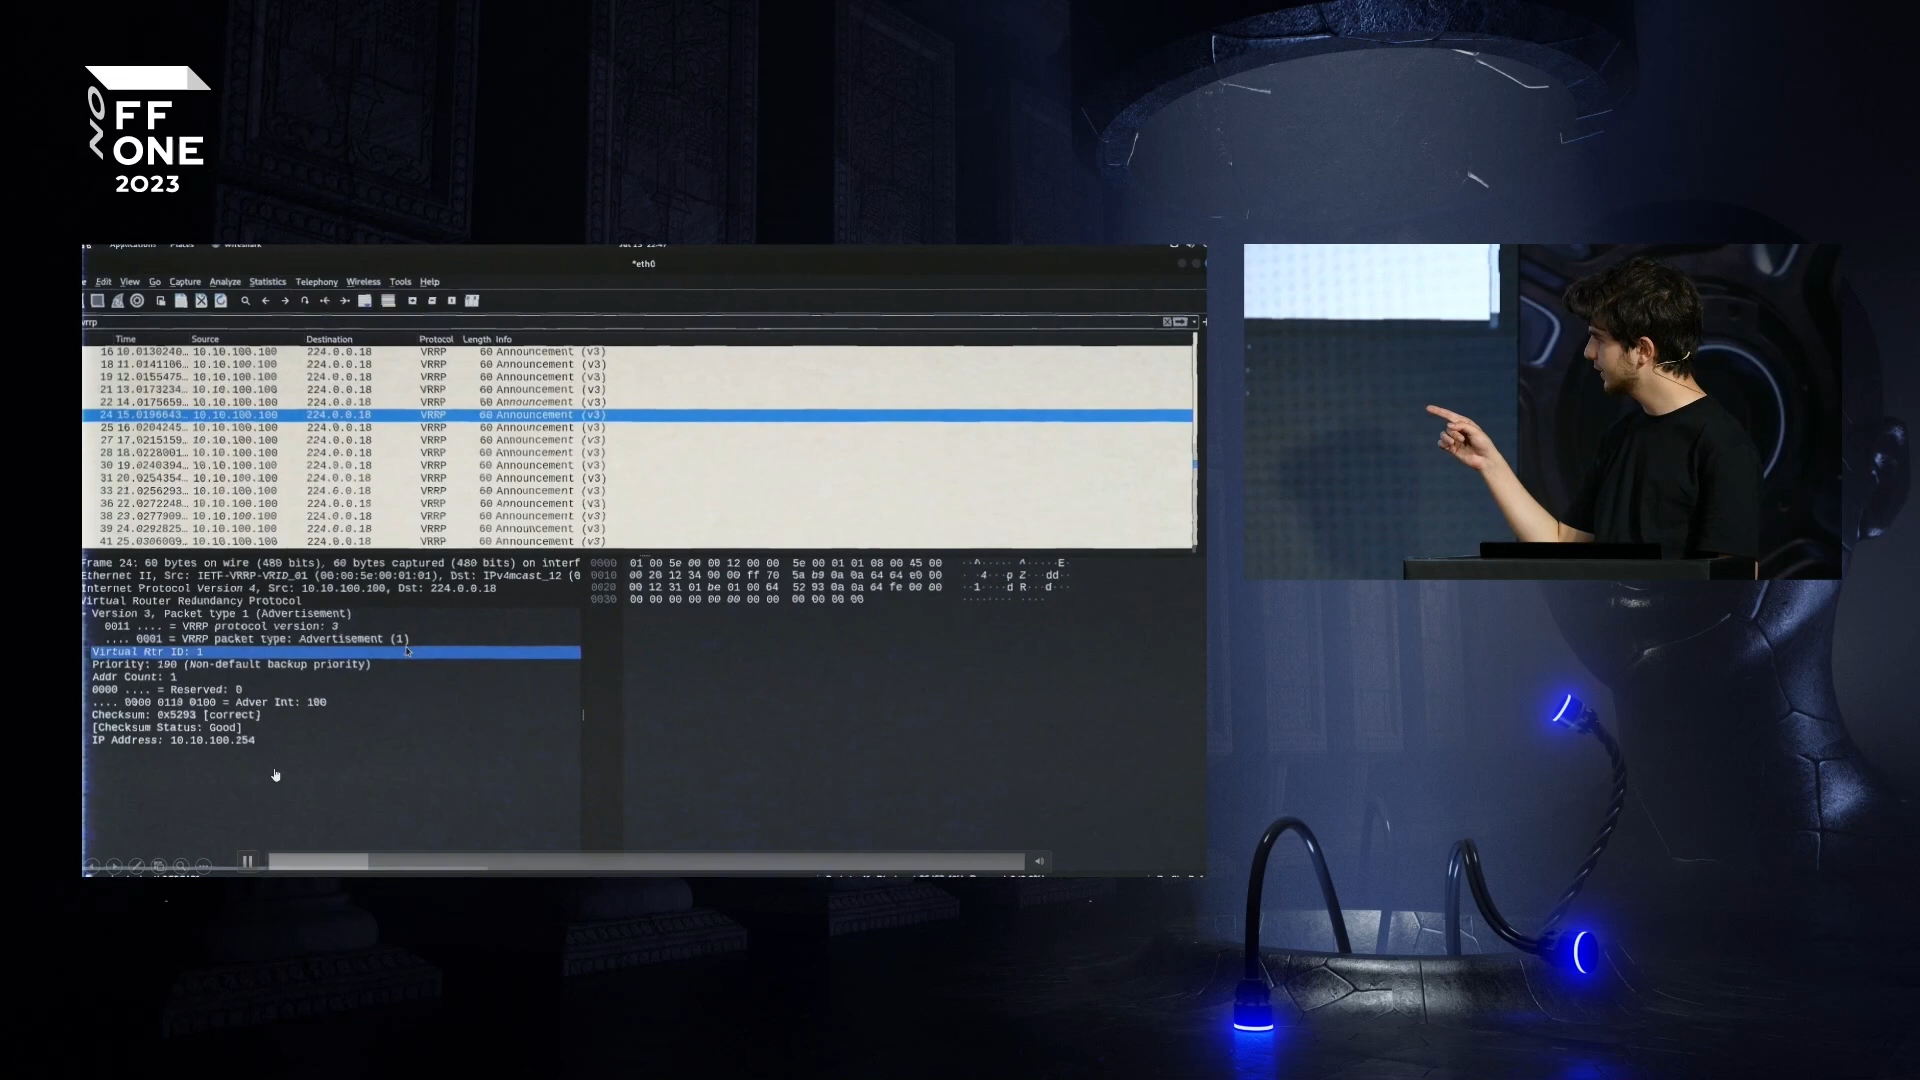 OFF
ZONE
2023
Applications Places Wireshark
*eth0
Edit View Go Capture Analyze Statistics Telephony Wireless Tools Help
vrrp
Time Source Destination Protocol Length Info
16 10.0130240… 10.10.100.100 224.0.0.18 VRRP 60 Announcement (v3)
18 11.0141106… 10.10.100.100 224.0.0.18 VRRP 60 Announcement (v3)
19 12.0155475… 10.10.100.100 224.0.0.18 VRRP 60 Announcement (v3)
21 13.0173234… 10.10.100.100 224.0.0.18 VRRP 60 Announcement (v3)
22 14.0175659… 10.10.100.100 224.0.0.18 VRRP 60 Announcement (v3)
24 15.0196643… 10.10.100.100 224.0.0.18 VRRP 60 Announcement (v3)
25 16.0204245… 10.10.100.100 224.0.0.18 VRRP 60 Announcement (v3)
27 17.0215159… 10.10.100.100 224.0.0.18 VRRP 60 Announcement (v3)
28 18.0228001… 10.10.100.100 224.0.0.18 VRRP 60 Announcement (v3)
30 19.0240394… 10.10.100.100 224.0.0.18 VRRP 60 Announcement (v3)
31 20.0254354… 10.10.100.100 224.0.0.18 VRRP 60 Announcement (v3)
33 21.0256293… 10.10.100.100 224.0.0.18 VRRP 60 Announcement (v3)
36 22.0272248… 10.10.100.100 224.0.0.18 VRRP 60 Announcement (v3)
38 23.0277909… 10.10.100.100 224.0.0.18 VRRP 60 Announcement (v3)
39 24.0292825… 10.10.100.100 224.0.0.18 VRRP 60 Announcement (v3)
41 25.0306009… 10.10.100.100 224.0.0.18 VRRP 60 Announcement (v3)
Frame 24: 60 bytes on wire (480 bits), 60 bytes captured (480 bits) on interf
Ethernet II, Src: IETF-VRRP-VRID_01 (00:00:5e:00:01:01), Dst: IPv4mcast_12 (0
Internet Protocol Version 4, Src: 10.10.100.100, Dst: 224.0.0.18
Virtual Router Redundancy Protocol
Version 3, Packet type 1 (Advertisement)
0011 .... = VRRP protocol version: 3
.... 0001 = VRRP packet type: Advertisement (1)
Virtual Rtr ID: 1
Priority: 190 (Non-default backup priority)
Addr Count: 1
0000 .... = Reserved: 0
.... 0000 0110 0100 = Adver Int: 100
Checksum: 0x5293 [correct]
[Checksum Status: Good]
IP Address: 10.10.100.254
0000 01 00 5e 00 00 12 00 00 5e 00 01 01 08 00 45 00 ··^····· ^·····E·
0010 00 20 12 34 00 00 ff 70 5a b9 0a 0a 64 64 e0 00 · ·4···p Z···dd··
0020 00 12 31 01 be 01 00 64 52 93 0a 0a 64 fe 00 00 ··1····d R···d···
0030 00 00 00 00 00 00 00 00 00 00 00 00 ········ ····